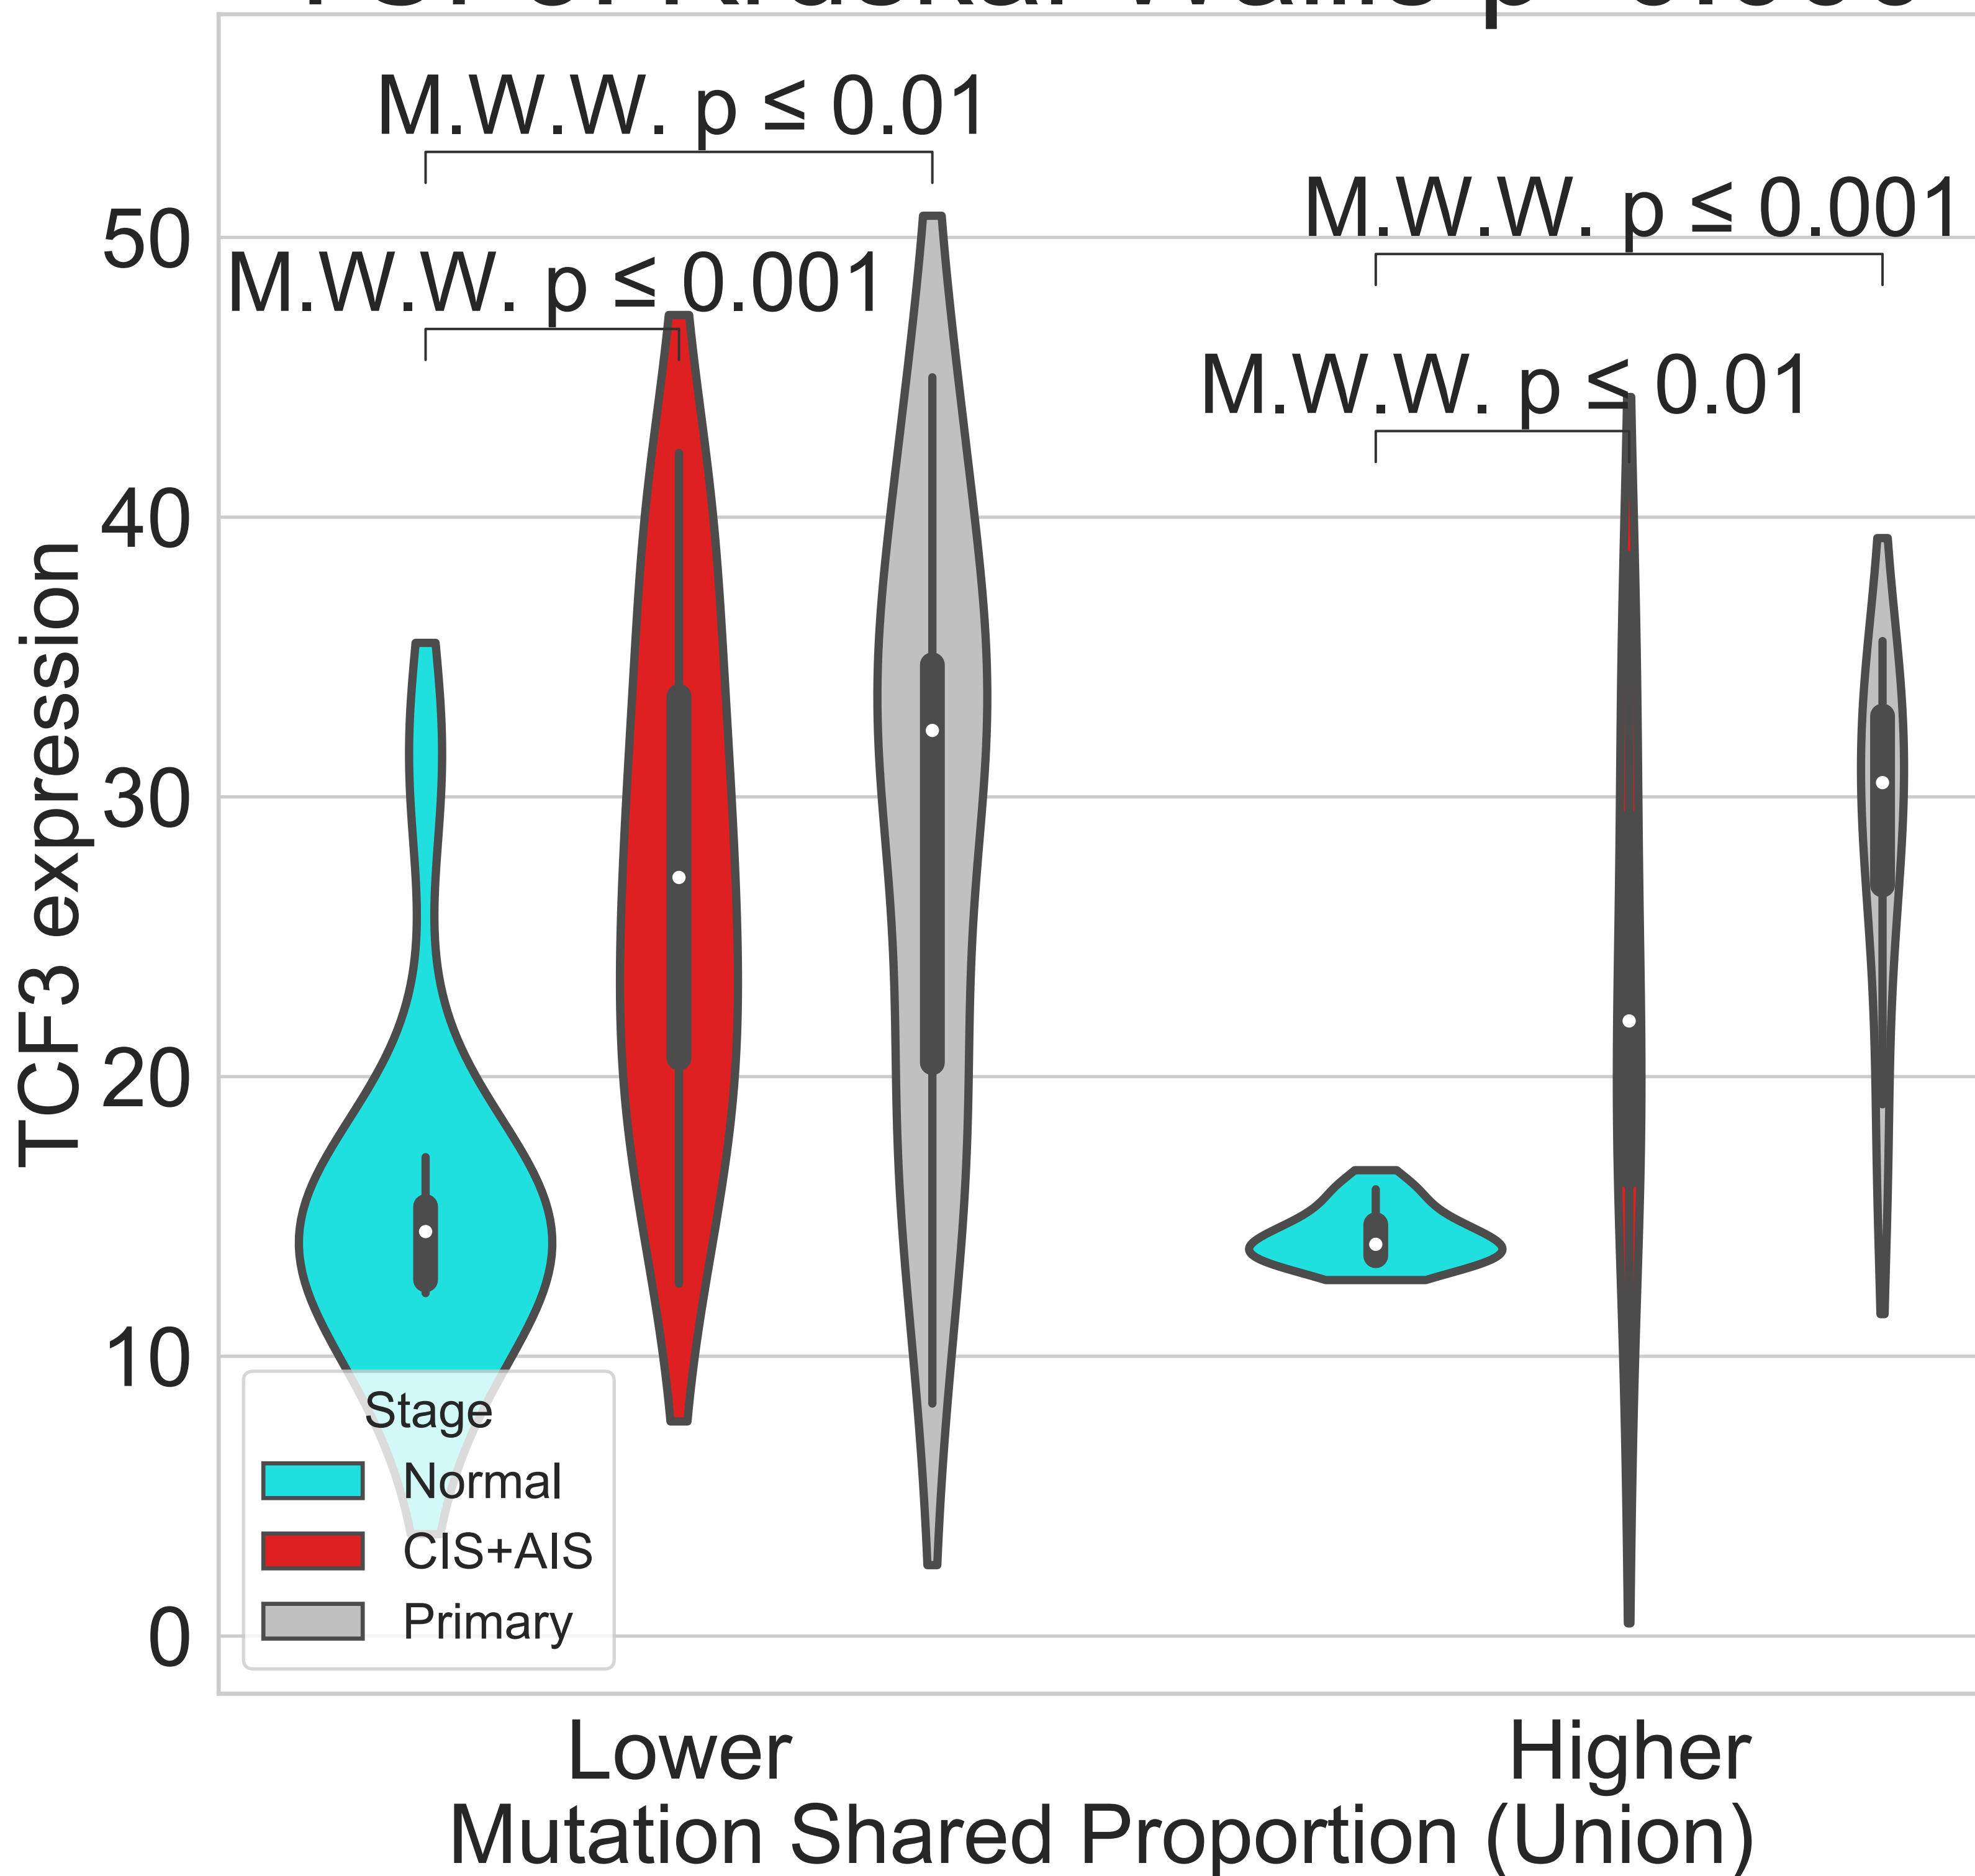 M.W.W. p ≤ 0.01
50
M.W.W. p ≤ 0.001
M.W.W. p ≤ 0.001
M.W.W. p ≤ 0.01
40
30
20
10
0
TCF3 expression
Stage
Normal
CIS+AIS
Primary
Lower
Higher
Mutation Shared Proportion (Union)